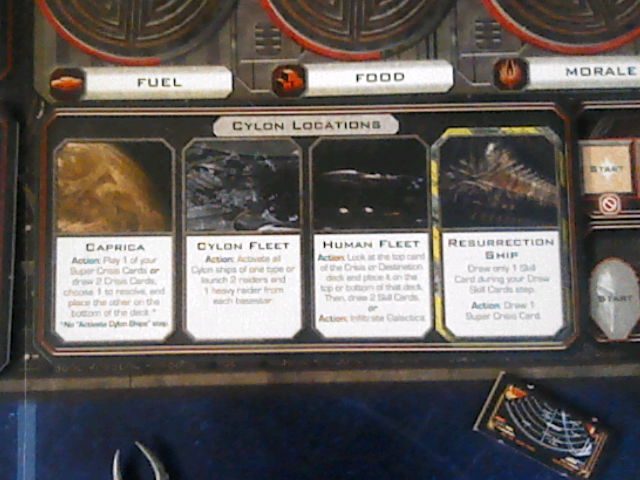 FUEL
FOOD
MORALE
CYLON LOCATIONS
CAPRICA
Action: Play 1 of your
Super Crisis Cards or
draw 2 Crisis Cards,
choose 1 to resolve, and
place the other on the
bottom of the deck.*
*No "Activate Cylon Ships" step.
CYLON FLEET
Action: Activate all
Cylon ships of one type or
launch 2 raiders and
1 heavy raider from
each basestar.
HUMAN FLEET
Action: Look at the top card
of the Crisis or Destination
deck and place it on the
top or bottom of that deck.
Then, draw 2 Skill Cards.
or
Action: Infiltrate Galactica
RESURRECTION
SHIP
Draw only 1 Skill
Card during your Draw
Skill Cards step.
Action: Draw 1
Super Crisis Card.
START
START